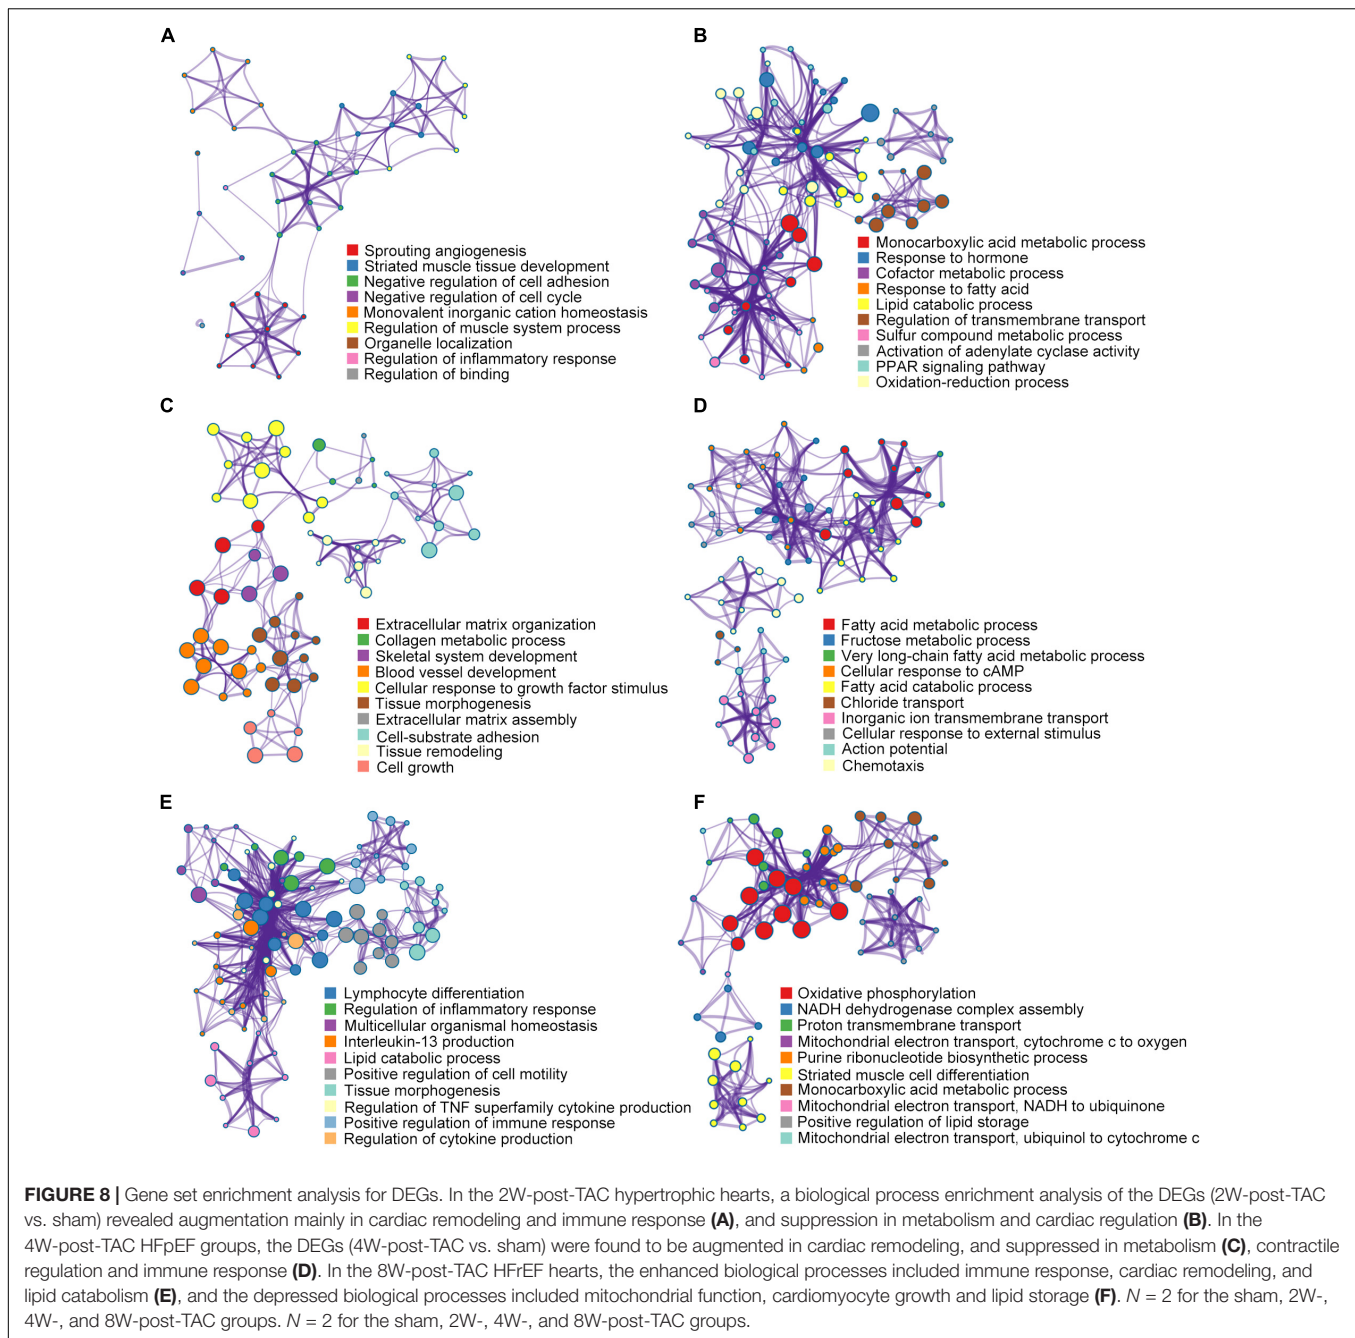 A
Sprouting angiogenesis
Striated muscle tissue development
Negative regulation of cell adhesion
Negative regulation of cell cycle
Monovalent inorganic cation homeostasis
Regulation of muscle system process
Organelle localization
Regulation of inflammatory response
Regulation of binding
B
Monocarboxylic acid metabolic process
Response to hormone
Cofactor metabolic process
Response to fatty acid
Lipid catabolic process
Regulation of transmembrane transport
Sulfur compound metabolic process
Activation of adenylate cyclase activity
PPAR signaling pathway
Oxidation-reduction process
C
Extracellular matrix organization
Collagen metabolic process
Skeletal system development
Blood vessel development
Cellular response to growth factor stimulus
Tissue morphogenesis
Extracellular matrix assembly
Cell-substrate adhesion
Tissue remodeling
Cell growth
D
Fatty acid metabolic process
Fructose metabolic process
Very long-chain fatty acid metabolic process
Cellular response to cAMP
Fatty acid catabolic process
Chloride transport
Inorganic ion transmembrane transport
Cellular response to external stimulus
Action potential
Chemotaxis
E
Lymphocyte differentiation
Regulation of inflammatory response
Multicellular organismal homeostasis
Interleukin-13 production
Lipid catabolic process
Positive regulation of cell motility
Tissue morphogenesis
Regulation of TNF superfamily cytokine production
Positive regulation of immune response
Regulation of cytokine production
F
Oxidative phosphorylation
NADH dehydrogenase complex assembly
Proton transmembrane transport
Mitochondrial electron transport, cytochrome c to oxygen
Purine ribonucleotide biosynthetic process
Striated muscle cell differentiation
Monocarboxylic acid metabolic process
Mitochondrial electron transport, NADH to ubiquinone
Positive regulation of lipid storage
Mitochondrial electron transport, ubiquinol to cytochrome c
FIGURE 8 | Gene set enrichment analysis for DEGs. In the 2W-post-TAC hypertrophic hearts, a biological process enrichment analysis of the DEGs (2W-post-TAC
vs. sham) revealed augmentation mainly in cardiac remodeling and immune response (A), and suppression in metabolism and cardiac regulation (B). In the
4W-post-TAC HFpEF groups, the DEGs (4W-post-TAC vs. sham) were found to be augmented in cardiac remodeling, and suppressed in metabolism (C), contractile
regulation and immune response (D). In the 8W-post-TAC HFrEF hearts, the enhanced biological processes included immune response, cardiac remodeling, and
lipid catabolism (E), and the depressed biological processes included mitochondrial function, cardiomyocyte growth and lipid storage (F). N = 2 for the sham, 2W-,
4W-, and 8W-post-TAC groups. N = 2 for the sham, 2W-, 4W-, and 8W-post-TAC groups.